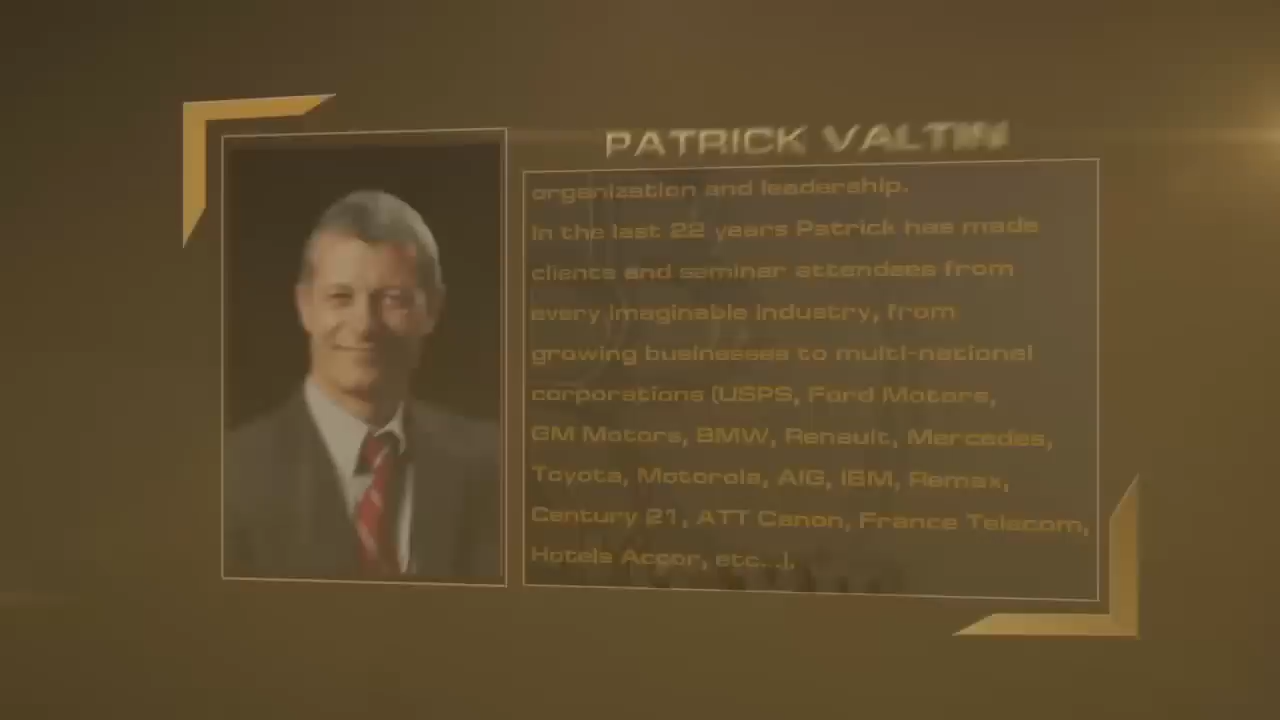 PATRICK VALTIN
organization and leadership.
In the last 22 years Patrick has made
clients and seminar attendees from
every imaginable industry, from
growing businesses to multi-national
corporations (USPS, Ford Motors,
GM Motors, BMW, Renault, Mercedes,
Toyota, Motorola, AIG, IBM, Remax,
Century 21, ATT Canon, France Telecom,
Hotels Accor, etc...).